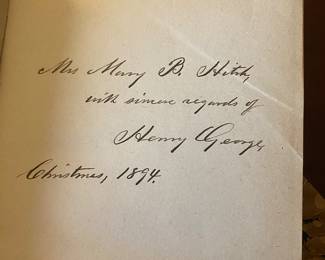 Mrs Mary B. Hitch,
with sincere regards of
Henry George,
Christmas, 1894.